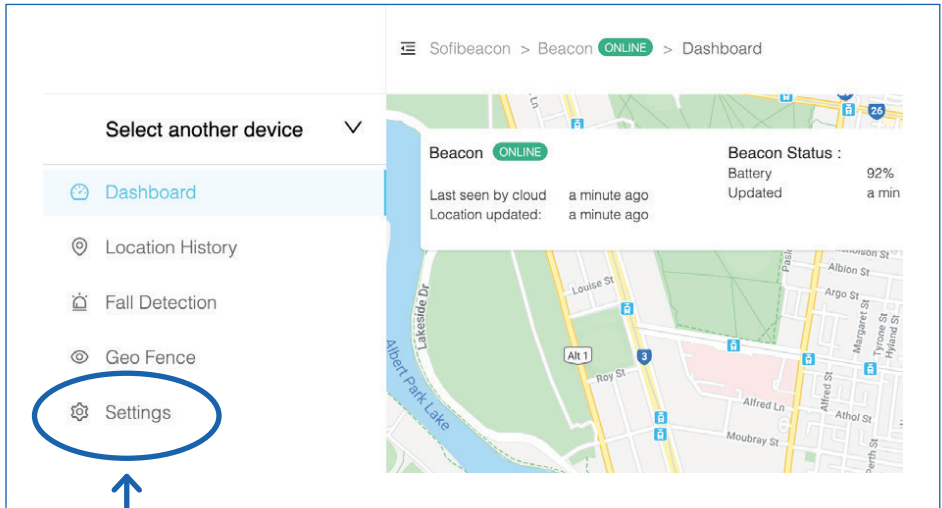 Sofibeacon > Beacon ONLINE > Dashboard
Select another device
Dashboard
Location History
Fall Detection
Geo Fence
Settings
Beacon ONLINE
Last seen by cloud a minute ago
Location updated: a minute ago
Beacon Status :
Battery 92%
Updated a min
Ln
26
Albion St
Argo St
Louise St
Lakeside Dr
Margaret St
Tyrone St
Hyland St
Alt 1
3
Roy St
Albert Park Lake
Alfred St
Alfred Ln
Athol St
Moubray St
Perth St